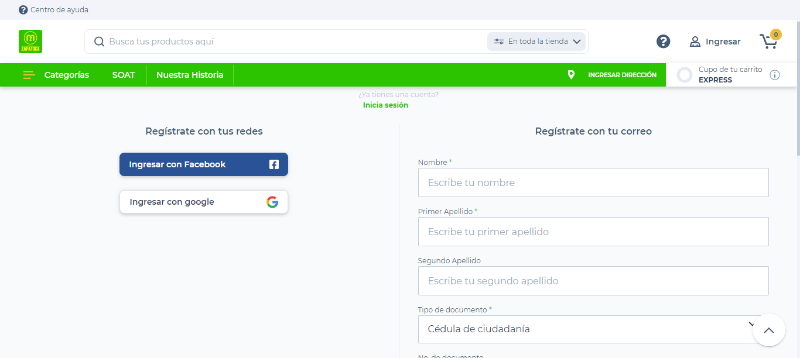 Centro de ayuda
Busca tus productos aquí
En toda la tienda
Ingresar
0
Categorías
SOAT
Nuestra Historia
INGRESAR DIRECCIÓN
Cupo de tu carrito
EXPRESS
¿Ya tienes una cuenta?
Inicia sesión
Regístrate con tus redes
Ingresar con Facebook
Ingresar con google
Regístrate con tu correo
Nombre *
Escribe tu nombre
Primer Apellido *
Escribe tu primer apellido
Segundo Apellido
Escribe tu segundo apellido
Tipo de documento *
Cédula de ciudadanía
No. de documento